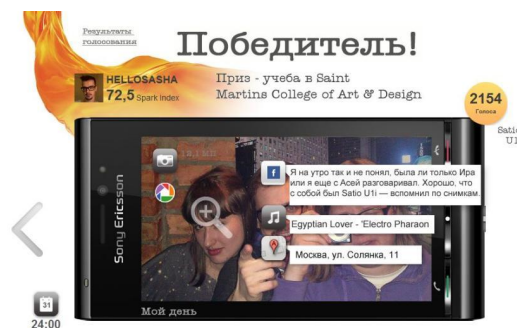 Результаты
голосования
Победитель!
HELLOSASHA
72,5 Spark Index
Приз - учеба в Saint
Martins College of Art & Design
2154
Голоса
Satio
U1i
Sony Ericsson
Я на утро так и не понял, была ли только Ира
или я еще с Асей разговаривал. Хорошо, что
с собой был Satio U1i — вспомнил по снимкам.
Egyptian Lover - 'Electro Pharaon
Москва, ул. Солянка, 11
Мой день
31
24:00